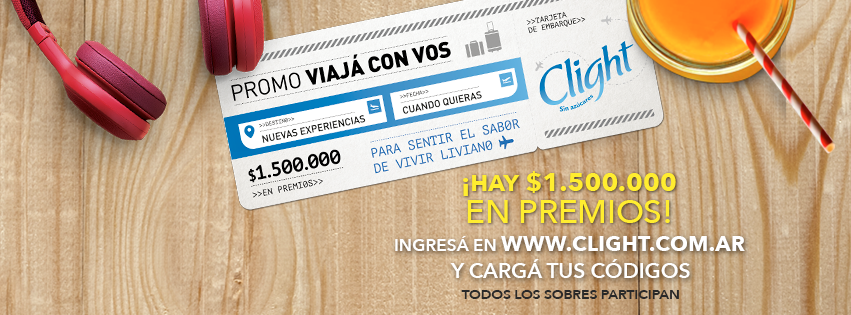 PROMO VIAJÁ CON VOS
>>TARJETA
DE EMBARQUE>>
Clight
Sin azúcares
>>DESTINO>>
NUEVAS EXPERIENCIAS
>>FECHA>>
CUANDO QUIERAS
$1.500.000
>>EN PREMIOS>>
PARA SENTIR EL SABOR
DE VIVIR LIVIANO
¡HAY $1.500.000
EN PREMIOS!
INGRESÁ EN WWW.CLIGHT.COM.AR
Y CARGÁ TUS CÓDIGOS
TODOS LOS SOBRES PARTICIPAN